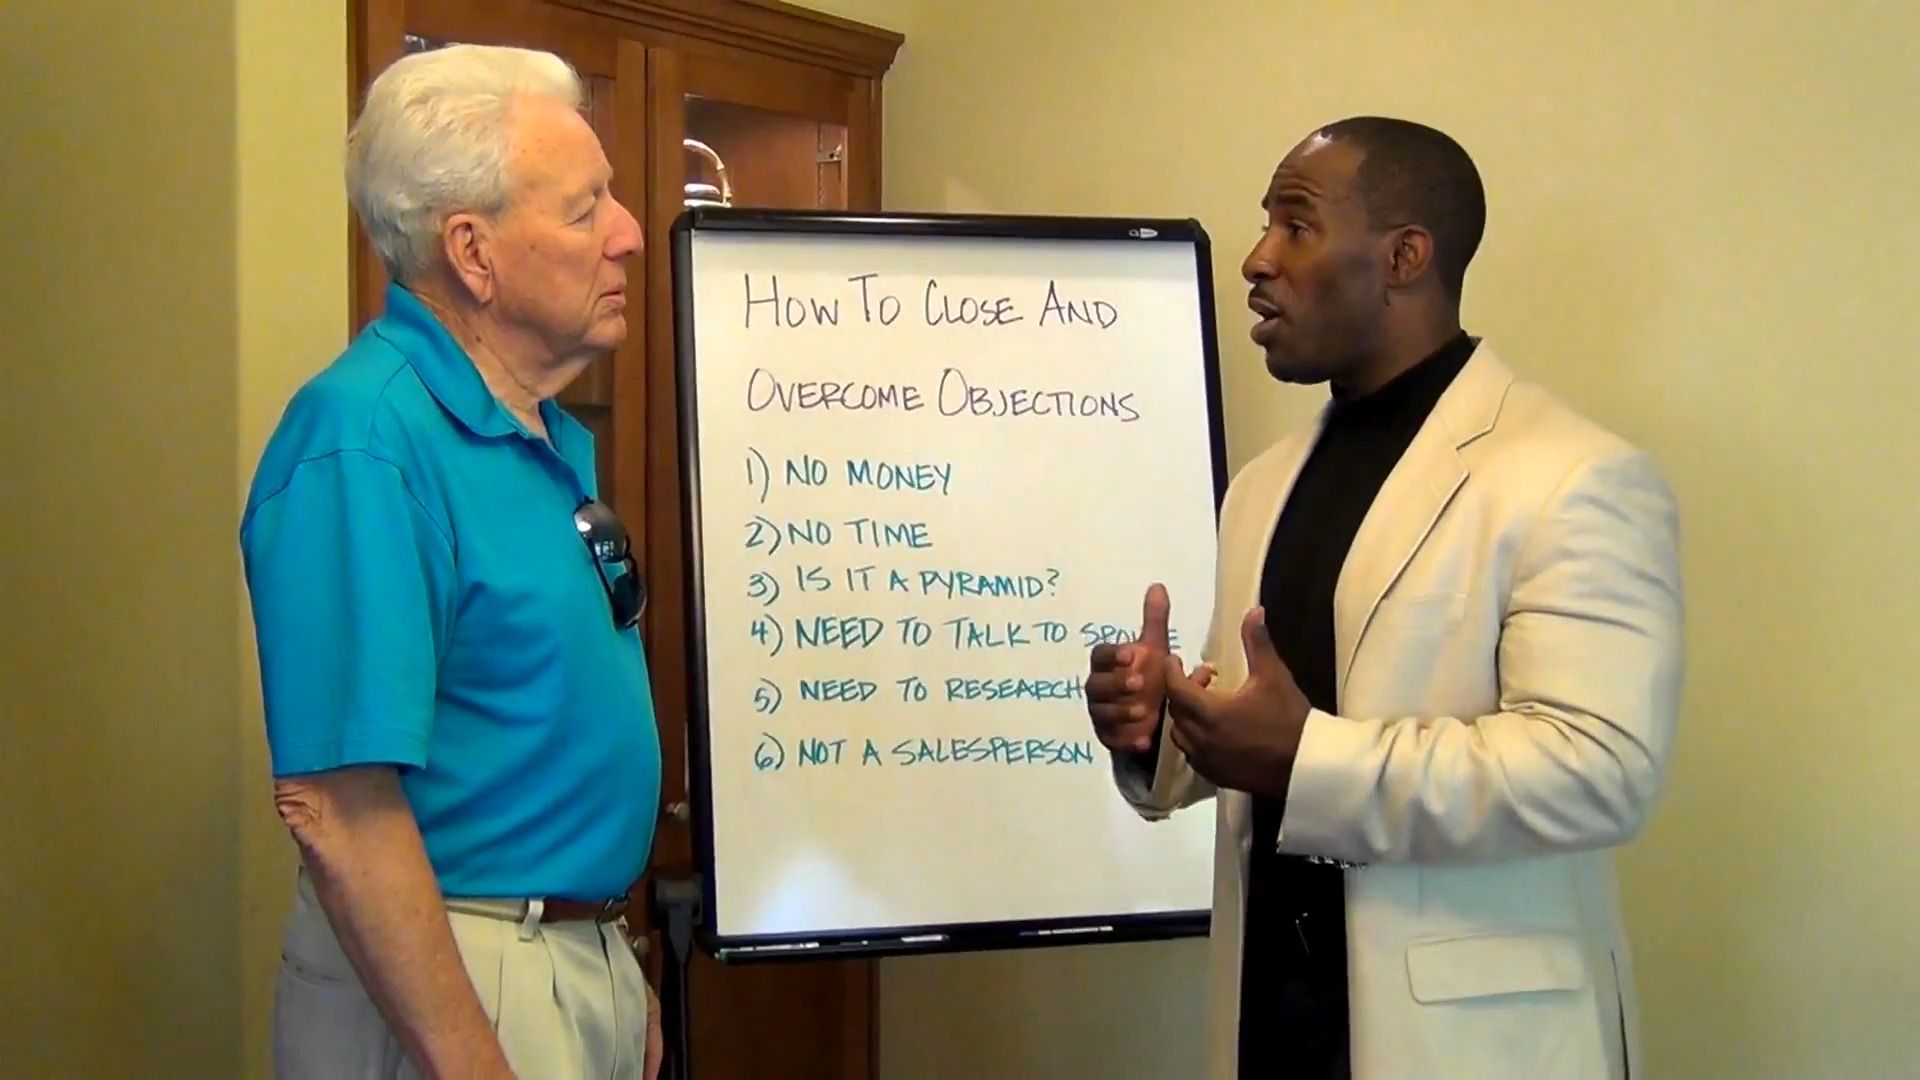 HOW TO CLOSE AND
OVERCOME OBJECTIONS
1) NO MONEY
2) NO TIME
3) IS IT A PYRAMID?
4) NEED TO TALK TO
5) NEED TO RESEARCH
6) NOT A SALESPERSON